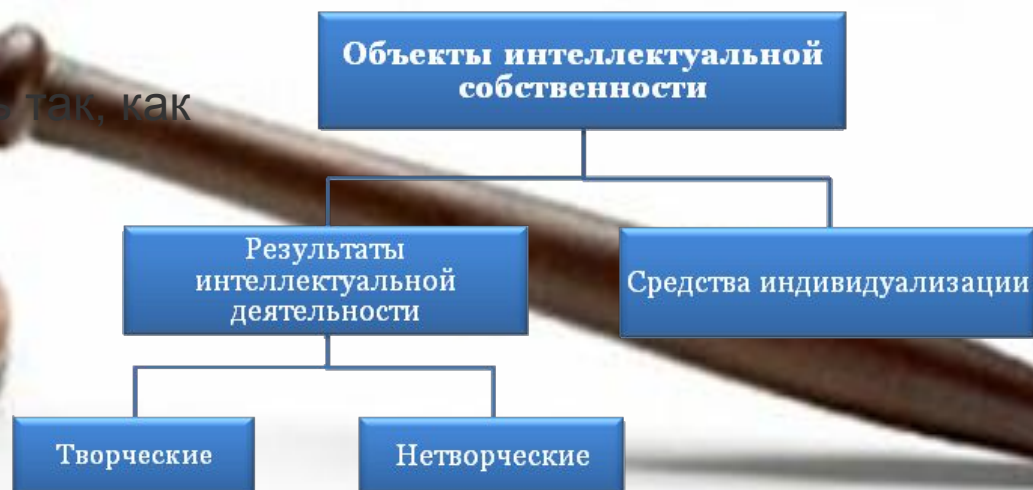 Объекты интеллектуальной
собственности
так, как
Результаты
интеллектуальной
деятельности
Средства индивидуализации
Творческие
Нетворческие